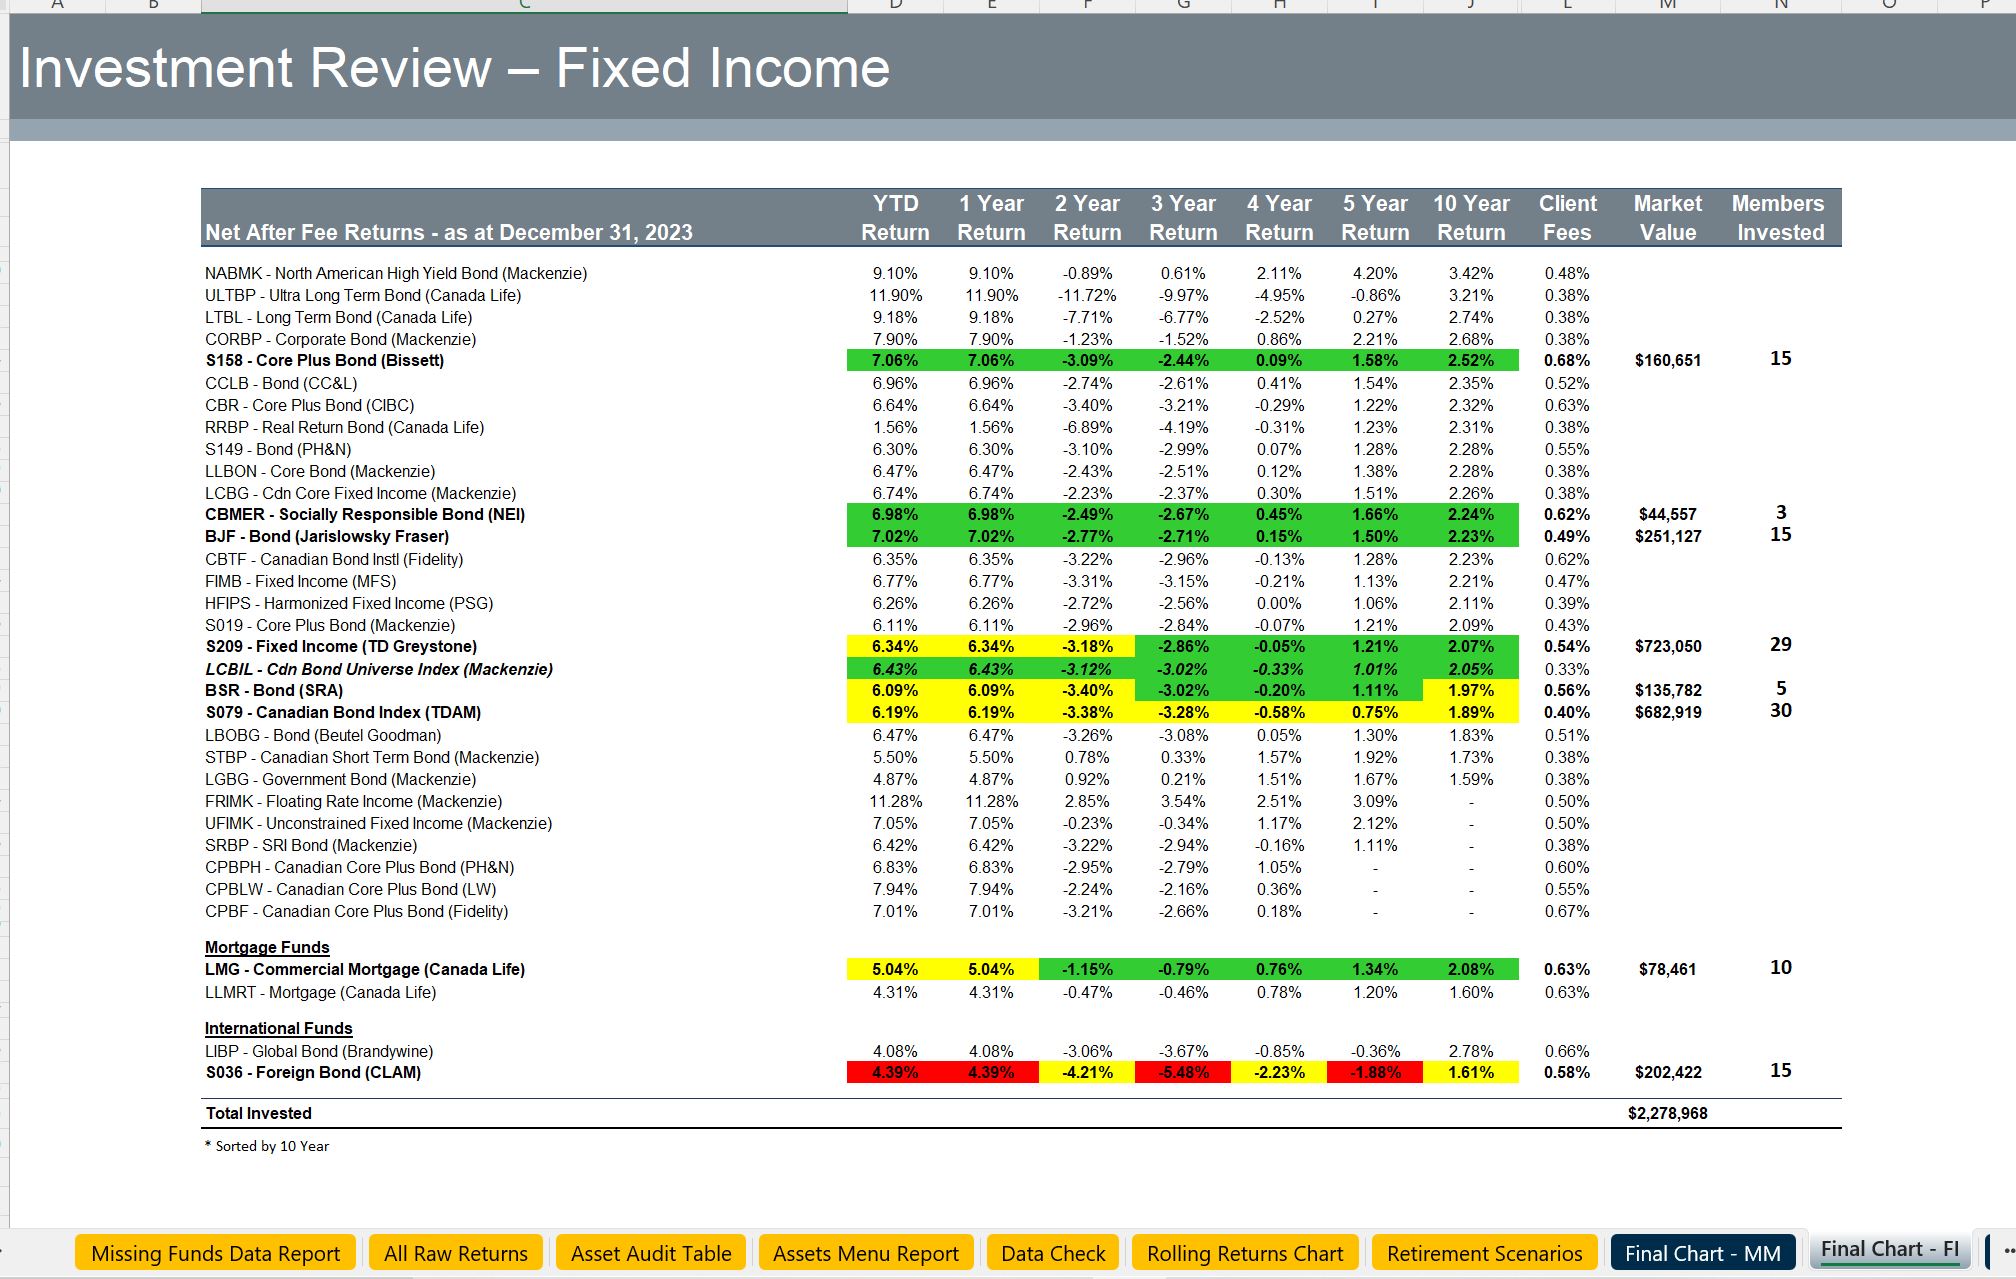 A B C D E F G H I J L M N O P
Investment Review – Fixed Income
YTD 1 Year 2 Year 3 Year 4 Year 5 Year 10 Year Client Market Members
Net After Fee Returns - as at December 31, 2023 Return Return Return Return Return Return Return Fees Value Invested
NABMK - North American High Yield Bond (Mackenzie) 9.10% 9.10% -0.89% 0.61% 2.11% 4.20% 3.42% 0.48%
ULTBP - Ultra Long Term Bond (Canada Life) 11.90% 11.90% -11.72% -9.97% -4.95% -0.86% 3.21% 0.38%
LTBL - Long Term Bond (Canada Life) 9.18% 9.18% -7.71% -6.77% -2.52% 0.27% 2.74% 0.38%
CORBP - Corporate Bond (Mackenzie) 7.90% 7.90% -1.23% -1.52% 0.86% 2.21% 2.68% 0.38%
S158 - Core Plus Bond (Bissett) 7.06% 7.06% -3.09% -2.44% 0.09% 1.58% 2.52% 0.68% $160,651 15
CCLB - Bond (CC&L) 6.96% 6.96% -2.74% -2.61% 0.41% 1.54% 2.35% 0.52%
CBR - Core Plus Bond (CIBC) 6.64% 6.64% -3.40% -3.21% -0.29% 1.22% 2.32% 0.63%
RRBP - Real Return Bond (Canada Life) 1.56% 1.56% -6.89% -4.19% -0.31% 1.23% 2.31% 0.38%
S149 - Bond (PH&N) 6.30% 6.30% -3.10% -2.99% 0.07% 1.28% 2.28% 0.55%
LLBON - Core Bond (Mackenzie) 6.47% 6.47% -2.43% -2.51% 0.12% 1.38% 2.28% 0.38%
LCBG - Cdn Core Fixed Income (Mackenzie) 6.74% 6.74% -2.23% -2.37% 0.30% 1.51% 2.26% 0.38%
CBMER - Socially Responsible Bond (NEI) 6.98% 6.98% -2.49% -2.67% 0.45% 1.66% 2.24% 0.62% $44,557 3
BJF - Bond (Jarislowsky Fraser) 7.02% 7.02% -2.77% -2.71% 0.15% 1.50% 2.23% 0.49% $251,127 15
CBTF - Canadian Bond Instl (Fidelity) 6.35% 6.35% -3.22% -2.96% -0.13% 1.28% 2.23% 0.62%
FIMB - Fixed Income (MFS) 6.77% 6.77% -3.31% -3.15% -0.21% 1.13% 2.21% 0.47%
HFIPS - Harmonized Fixed Income (PSG) 6.26% 6.26% -2.72% -2.56% 0.00% 1.06% 2.11% 0.39%
S019 - Core Plus Bond (Mackenzie) 6.11% 6.11% -2.96% -2.84% -0.07% 1.21% 2.09% 0.43%
S209 - Fixed Income (TD Greystone) 6.34% 6.34% -3.18% -2.86% -0.05% 1.21% 2.07% 0.54% $723,050 29
LCBIL - Cdn Bond Universe Index (Mackenzie) 6.43% 6.43% -3.12% -3.02% -0.33% 1.01% 2.05% 0.33%
BSR - Bond (SRA) 6.09% 6.09% -3.40% -3.02% -0.20% 1.11% 1.97% 0.56% $135,782 5
S079 - Canadian Bond Index (TDAM) 6.19% 6.19% -3.38% -3.28% -0.58% 0.75% 1.89% 0.40% $682,919 30
LBOBG - Bond (Beutel Goodman) 6.47% 6.47% -3.26% -3.08% 0.05% 1.30% 1.83% 0.51%
STBP - Canadian Short Term Bond (Mackenzie) 5.50% 5.50% 0.78% 0.33% 1.57% 1.92% 1.73% 0.38%
LGBG - Government Bond (Mackenzie) 4.87% 4.87% 0.92% 0.21% 1.51% 1.67% 1.59% 0.38%
FRIMK - Floating Rate Income (Mackenzie) 11.28% 11.28% 2.85% 3.54% 2.51% 3.09% - 0.50%
UFIMK - Unconstrained Fixed Income (Mackenzie) 7.05% 7.05% -0.23% -0.34% 1.17% 2.12% - 0.50%
SRBP - SRI Bond (Mackenzie) 6.42% 6.42% -3.22% -2.94% -0.16% 1.11% - 0.38%
CPBPH - Canadian Core Plus Bond (PH&N) 6.83% 6.83% -2.95% -2.79% 1.05% - - 0.60%
CPBLW - Canadian Core Plus Bond (LW) 7.94% 7.94% -2.24% -2.16% 0.36% - - 0.55%
CPBF - Canadian Core Plus Bond (Fidelity) 7.01% 7.01% -3.21% -2.66% 0.18% - - 0.67%
Mortgage Funds
LMG - Commercial Mortgage (Canada Life) 5.04% 5.04% -1.15% -0.79% 0.76% 1.34% 2.08% 0.63% $78,461 10
LLMRT - Mortgage (Canada Life) 4.31% 4.31% -0.47% -0.46% 0.78% 1.20% 1.60% 0.63%
International Funds
LIBP - Global Bond (Brandywine) 4.08% 4.08% -3.06% -3.67% -0.85% -0.36% 2.78% 0.66%
S036 - Foreign Bond (CLAM) 4.39% 4.39% -4.21% -5.48% -2.23% -1.88% 1.61% 0.58% $202,422 15
Total Invested $2,278,968
* Sorted by 10 Year
Missing Funds Data Report All Raw Returns Asset Audit Table Assets Menu Report Data Check Rolling Returns Chart Retirement Scenarios Final Chart - MM Final Chart - FI